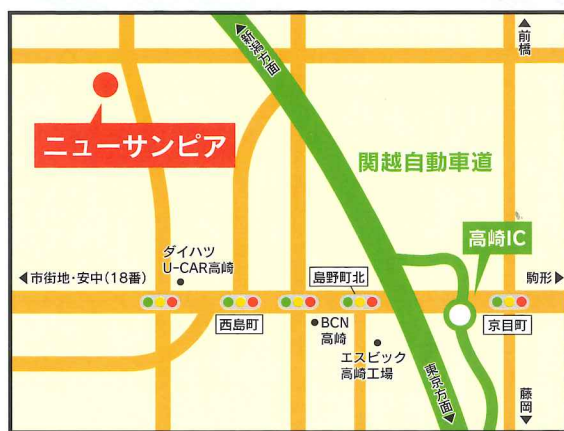 ▲前橋
▲新潟方面
ニューサンピア
関越自動車道
高崎IC
ダイハツ
U-CAR高崎
◀市街地・安中(18番)
島野町北
駒形▶
西島町
●BCN
高崎
京目町
エスビック
高崎工場
東京方面▼
藤岡▼